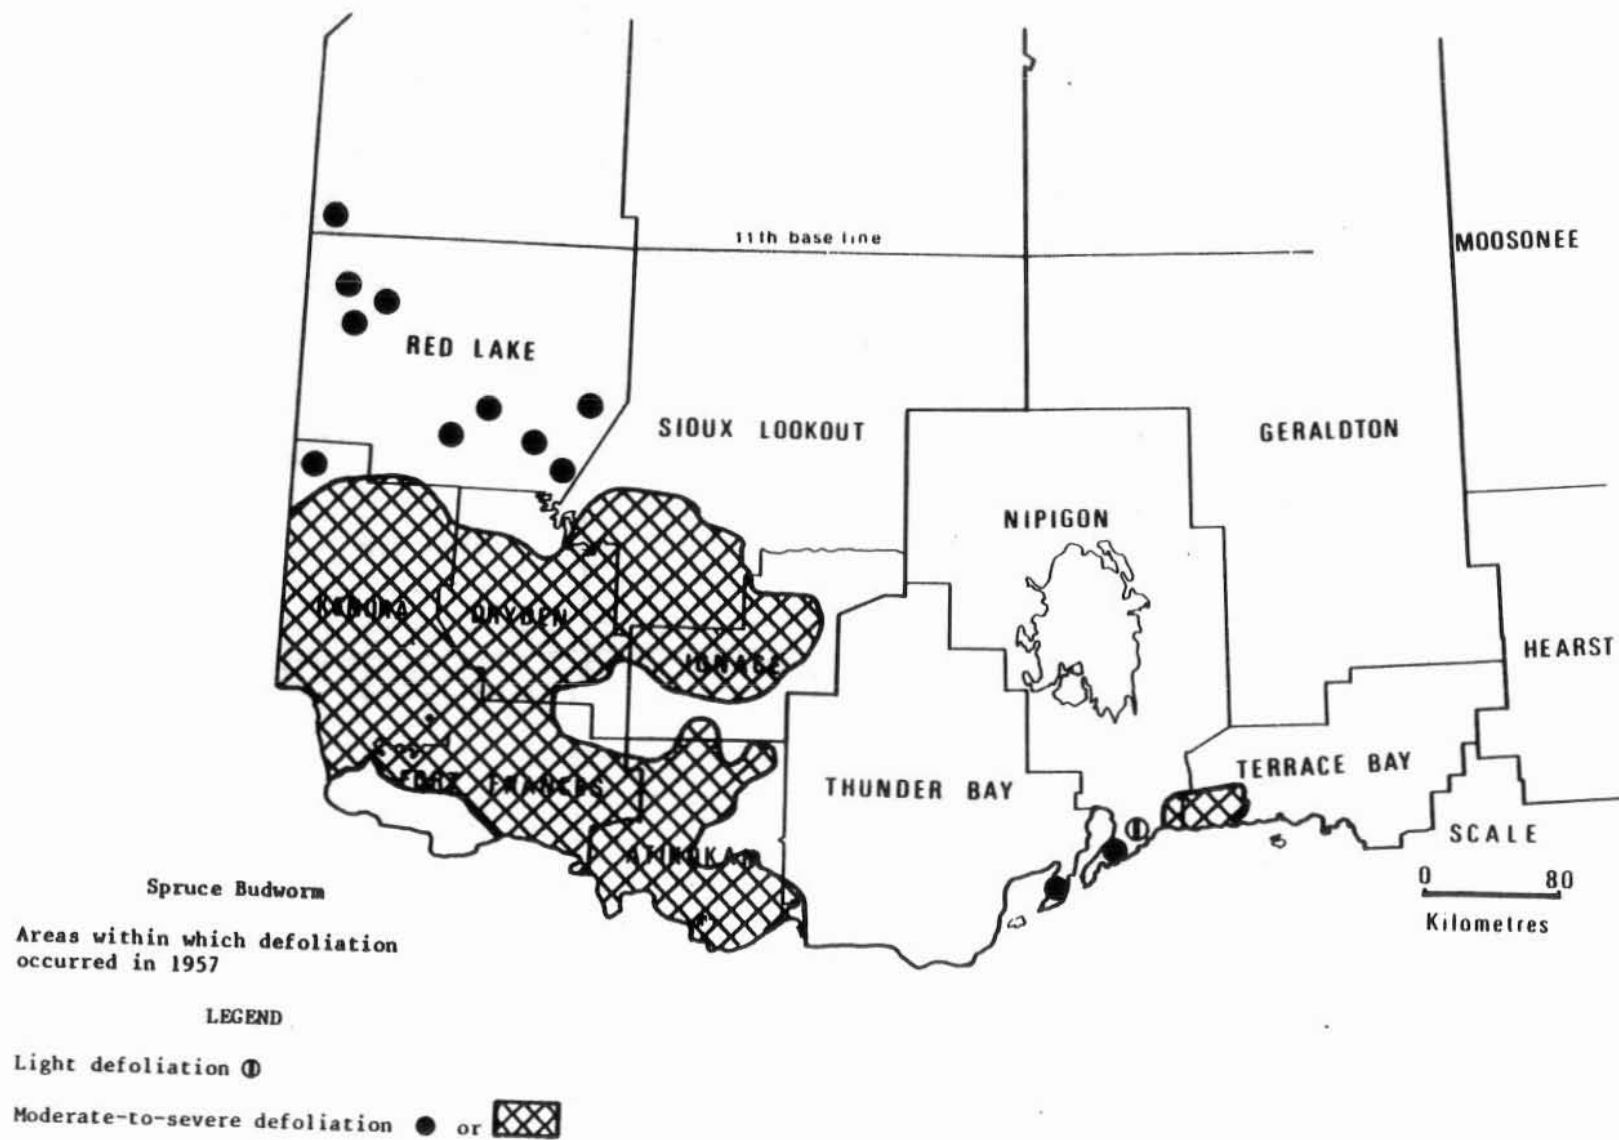 11th base line
MOOSONEE
RED LAKE
SIOUX LOOKOUT
GERALDTON
NIPIGON
KENORA
DRYDEN
IGNACE
HEARST
FORT FRANCES
THUNDER BAY
TERRACE BAY
ATIKOKAN
SCALE
0 80
Kilometres
Spruce Budworm
Areas within which defoliation
occurred in 1957
LEGEND
Light defoliation
Moderate-to-severe defoliation or